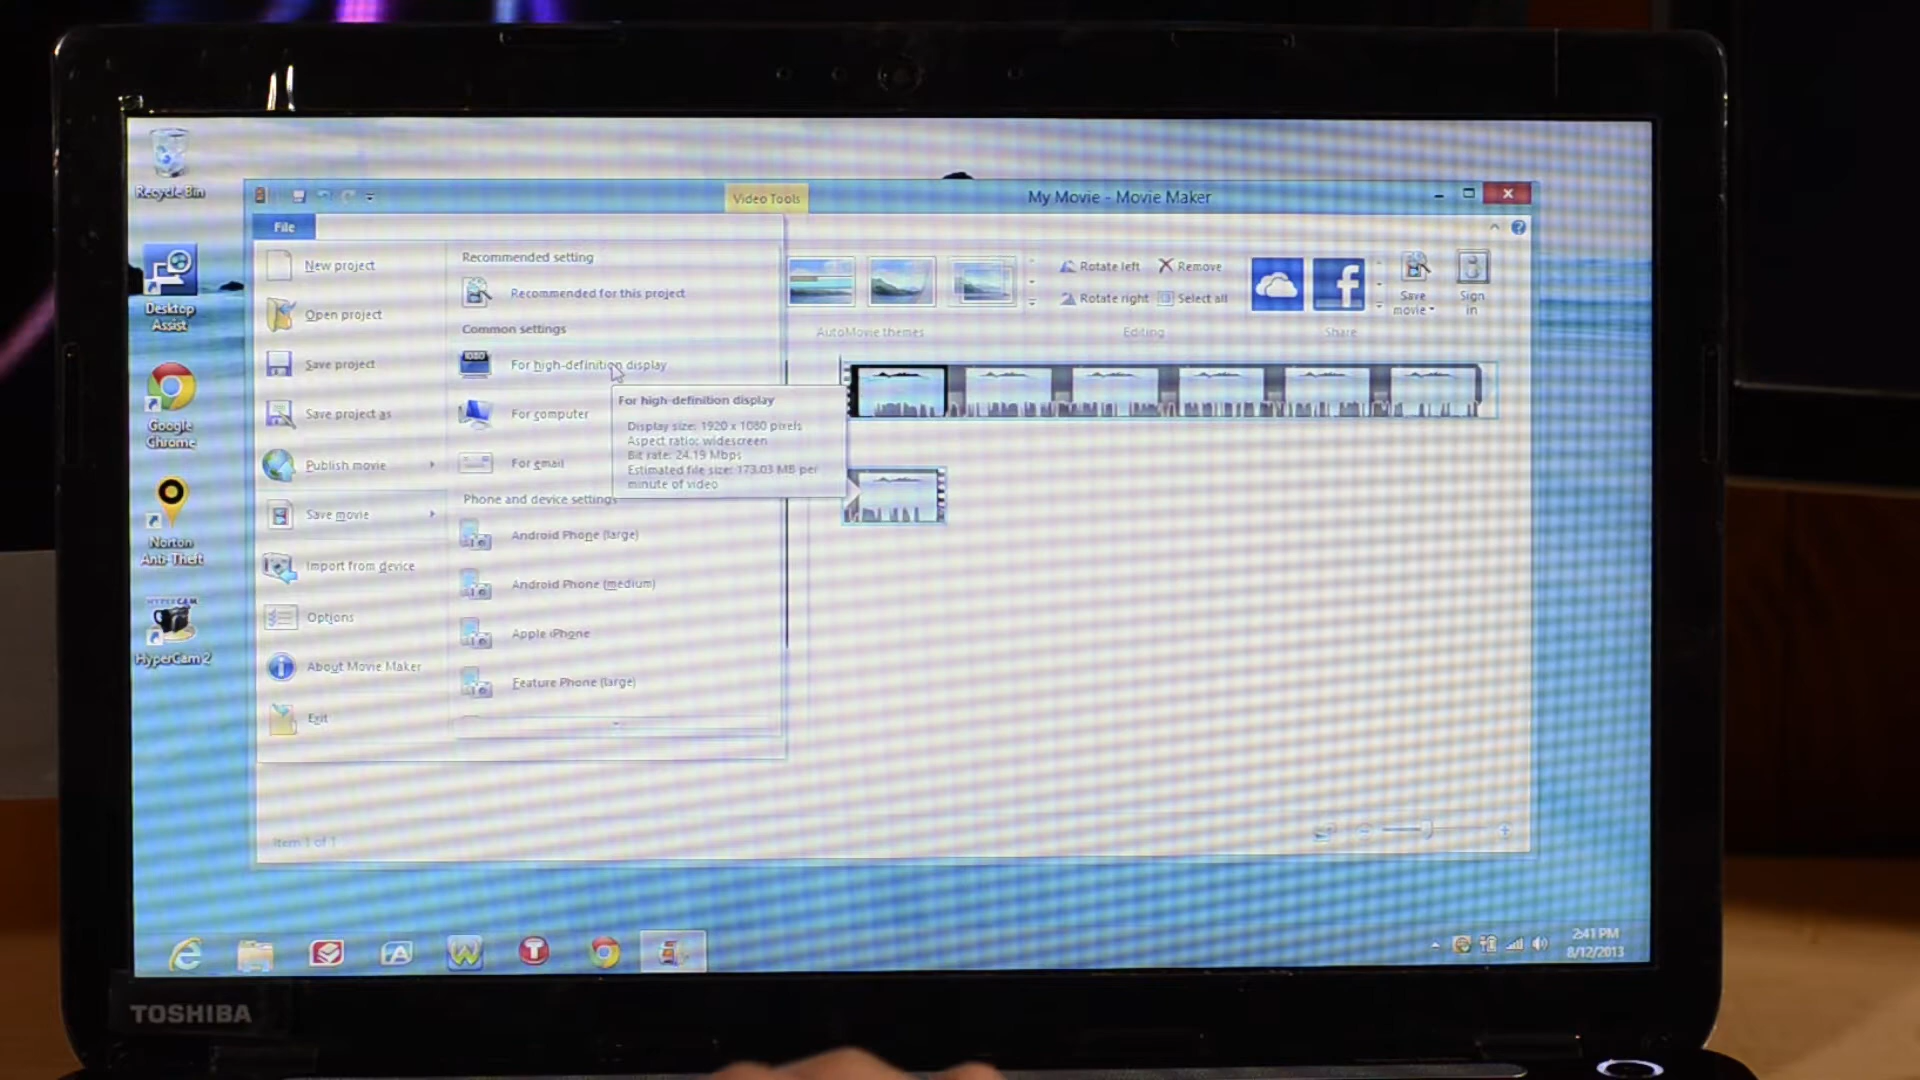 Recycle Bin
Desktop
Assist
Google
Chrome
Norton
Anti-Theft
HYPERCAM
HyperCam 2
Video Tools
My Movie - Movie Maker
File
New project
Open project
Save project
Save project as
Publish movie
Save movie
Import from device
Options
About Movie Maker
Exit
Recommended setting
Recommended for this project
Common settings
1080
For high-definition display
For computer
For email
Phone and device settings
Android Phone (large)
Android Phone (medium)
Apple iPhone
Feature Phone (large)
For high-definition display
Display size: 1920 x 1080 pixels
Aspect ratio: widescreen
Bit rate: 24.19 Mbps
Estimated file size: 173.03 MB per
minute of video
AutoMovie themes
Rotate left
Remove
Rotate right
Select all
Editing
Share
Save
movie
Sign
in
Item 1 of 1
2:41 PM
8/12/2013
TOSHIBA